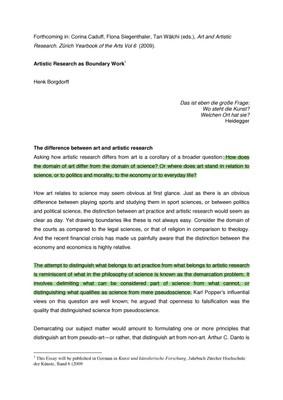 Forthcoming in: Corina Caduff, Fiona Siegenthaler, Tan Wälchi (eds.), Art and Artistic
Research. Zürich Yearbook of the Arts Vol 6 (2009).
Artistic Research as Boundary Work¹
Henk Borgdorff
Das ist eben die große Frage:
Wo steht die Kunst?
Welchen Ort hat sie?
Heidegger
The difference between art and artistic research
Asking how artistic research differs from art is a corollary of a broader question: How does
the domain of art differ from the domain of science? Or where does art stand in relation to
science, or to politics and morality, to the economy or to everyday life?
How art relates to science may seem obvious at first glance. Just as there is an obvious
difference between playing sports and studying them in sport sciences, or between politics
and political science, the distinction between art practice and artistic research would seem as
clear as day. Yet drawing boundaries like these is not always easy. Consider the domain of
the courts as compared to the legal sciences, or that of religion in comparison to theology.
And the recent financial crisis has made us painfully aware that the distinction between the
economy and economics is highly relative.
The attempt to distinguish what belongs to art practice from what belongs to artistic research
is reminiscent of what in the philosophy of science is known as the demarcation problem. It
involves delimiting what can be considered part of science from what cannot, or
distinguishing what qualifies as science from mere pseudoscience. Karl Popper's influential
views on this question are well known; he argued that openness to falsification was the
quality that distinguished science from pseudoscience.
Demarcating our subject matter would amount to formulating one or more principles that
distinguish art from pseudo-art—or rather, that distinguish art from non-art. Arthur C. Danto is
¹ This Essay will be published in German in Kunst und künstlerische Forschung, Jahrbuch Zürcher Hochschule
der Künste, Band 6 (2009